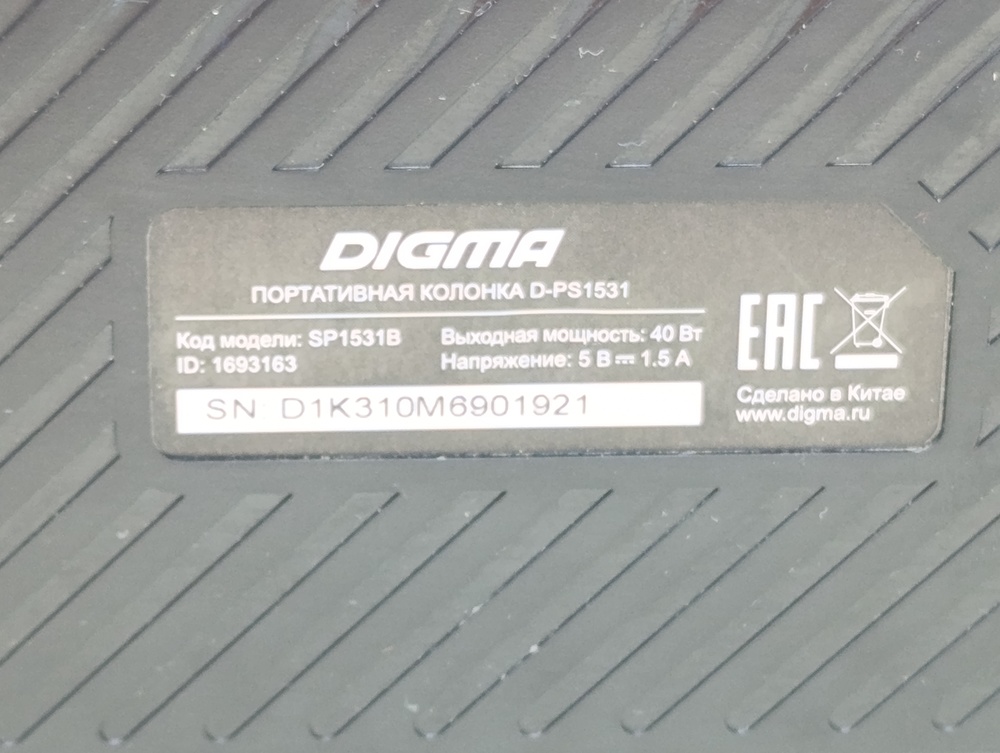 DIGMA
ПОРТАТИВНАЯ КОЛОНКА D-PS1531
Код модели: SP1531B
ID: 1693163
Выходная мощность: 40 Вт
Напряжение: 5 В ⎓ 1.5 А
SN: D1K310M6901921
EAC
Сделано в Китае
www.digma.ru